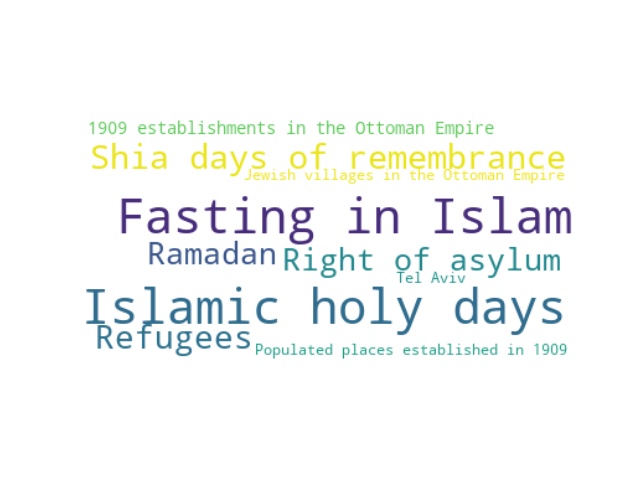 1909 establishments in the Ottoman Empire
Shia days of remembrance
Jewish villages in the Ottoman Empire
Fasting in Islam
Ramadan
Right of asylum
Tel Aviv
Islamic holy days
Refugees
Populated places established in 1909